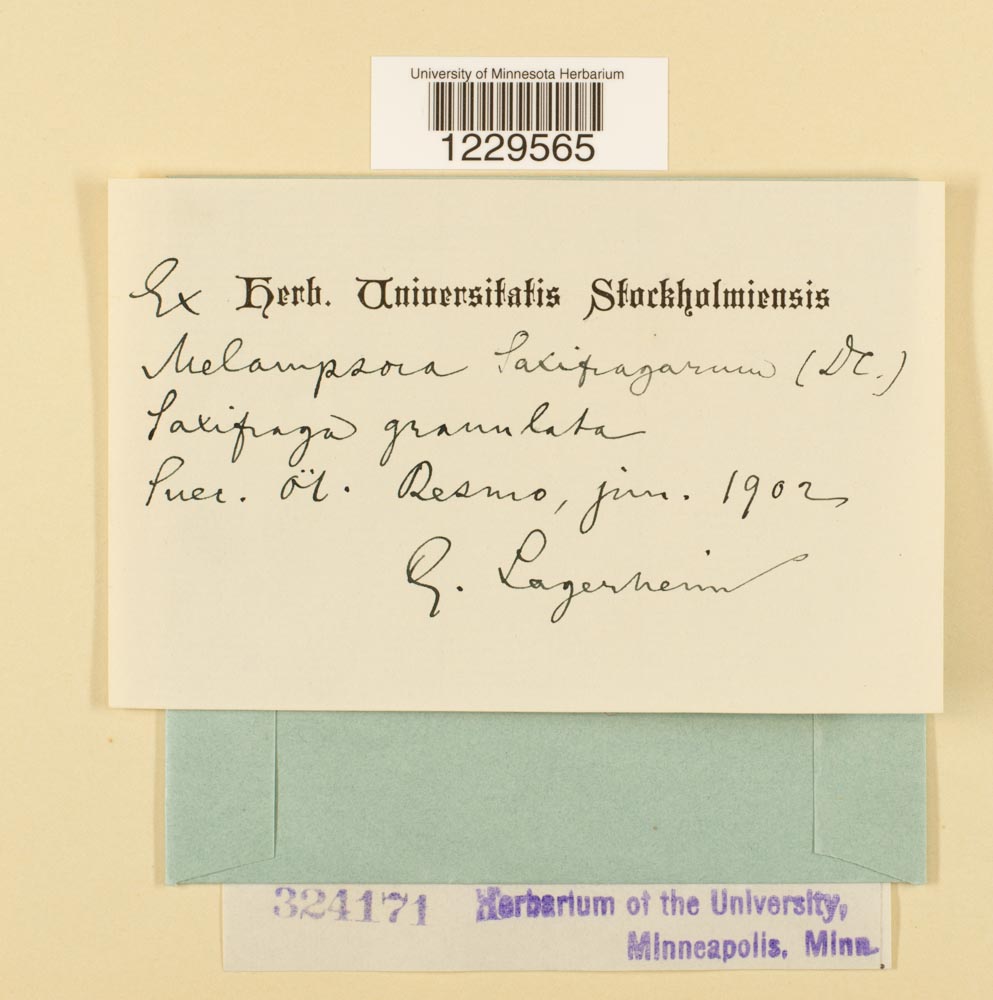 University of Minnesota Herbarium
1229565
Ex Herb. Universitatis Stockholmiensis
Melampsora Saxifragarum (DC.)
Saxifraga granulata
Suec. Öl. Resmo, jun. 1902
G. Lagerheim
324171 Herbarium of the University,
Minneapolis, Minn.